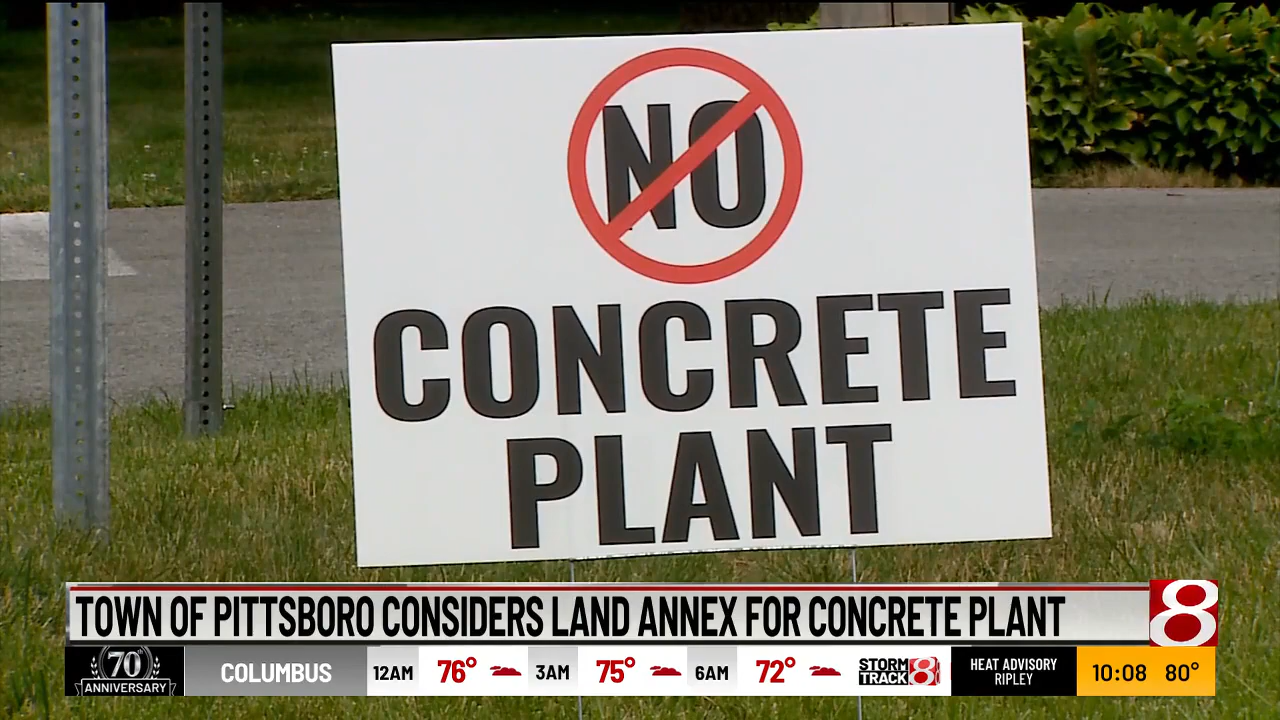 NO
CONCRETE
PLANT
TOWN OF PITTSBORO CONSIDERS LAND ANNEX FOR CONCRETE PLANT
8
70th
ANNIVERSARY
COLUMBUS
12AM 76° 3AM 75° 6AM 72°
STORM
TRACK 8
HEAT ADVISORY
RIPLEY
10:08 80°